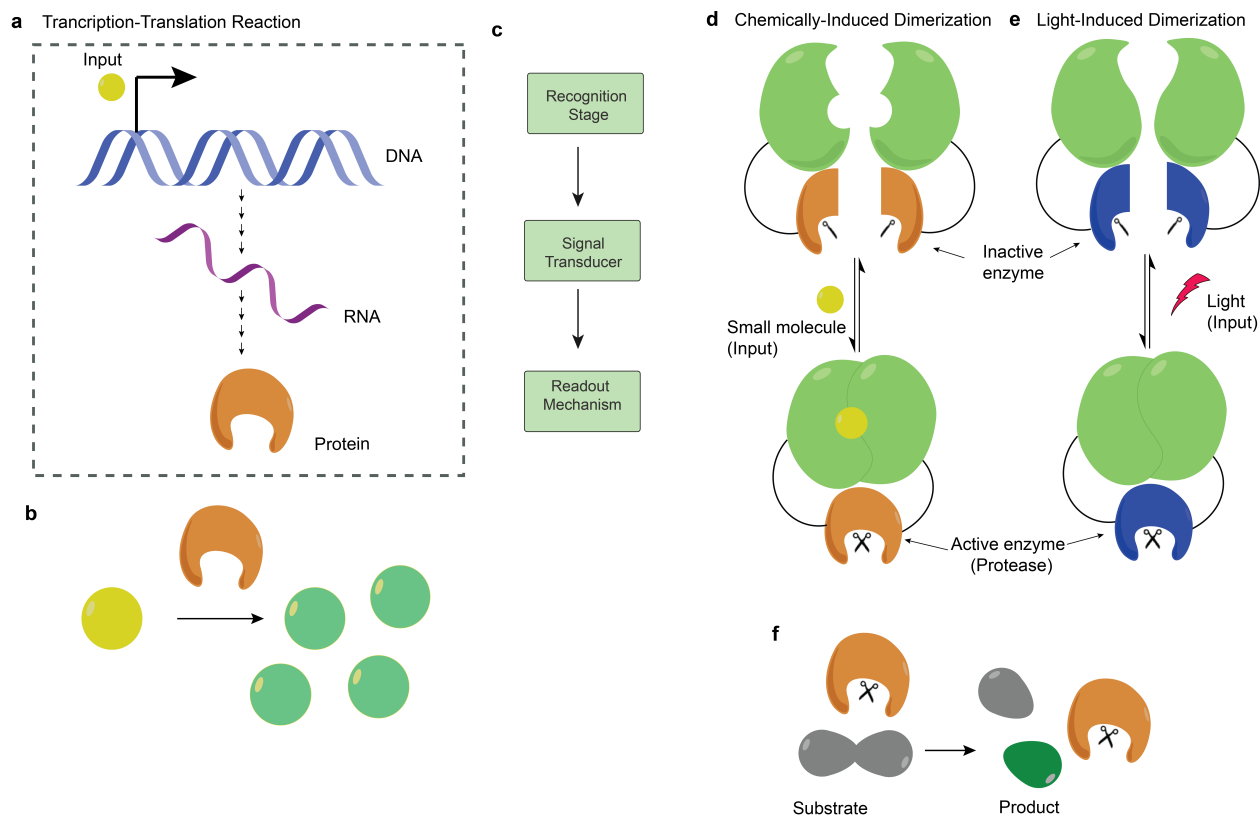 a Trancription-Translation Reaction
Input
DNA
RNA
Protein
b
c
Recognition
Stage
Signal
Transducer
Readout
Mechanism
d Chemically-Induced Dimerization
Inactive
enzyme
Small molecule
(Input)
Active enzyme
(Protease)
e Light-Induced Dimerization
Light
(Input)
f
Substrate
Product